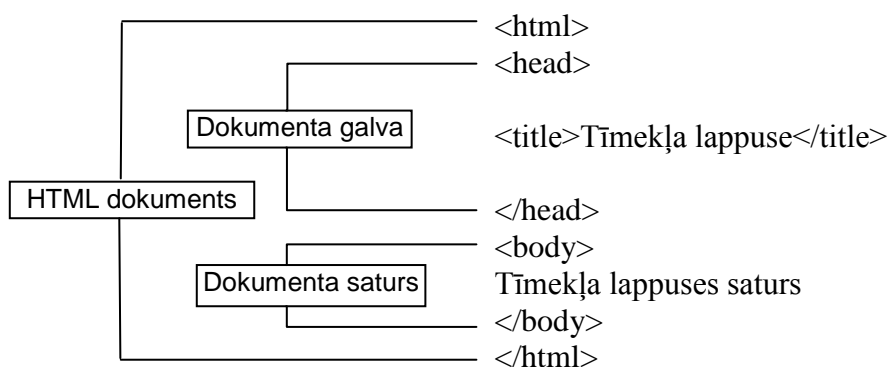 <html>
<head>
Dokumenta galva
<title>Tīmekļa lappuse</title>
HTML dokuments
</head>
<body>
Dokumenta saturs
Tīmekļa lappuses saturs
</body>
</html>